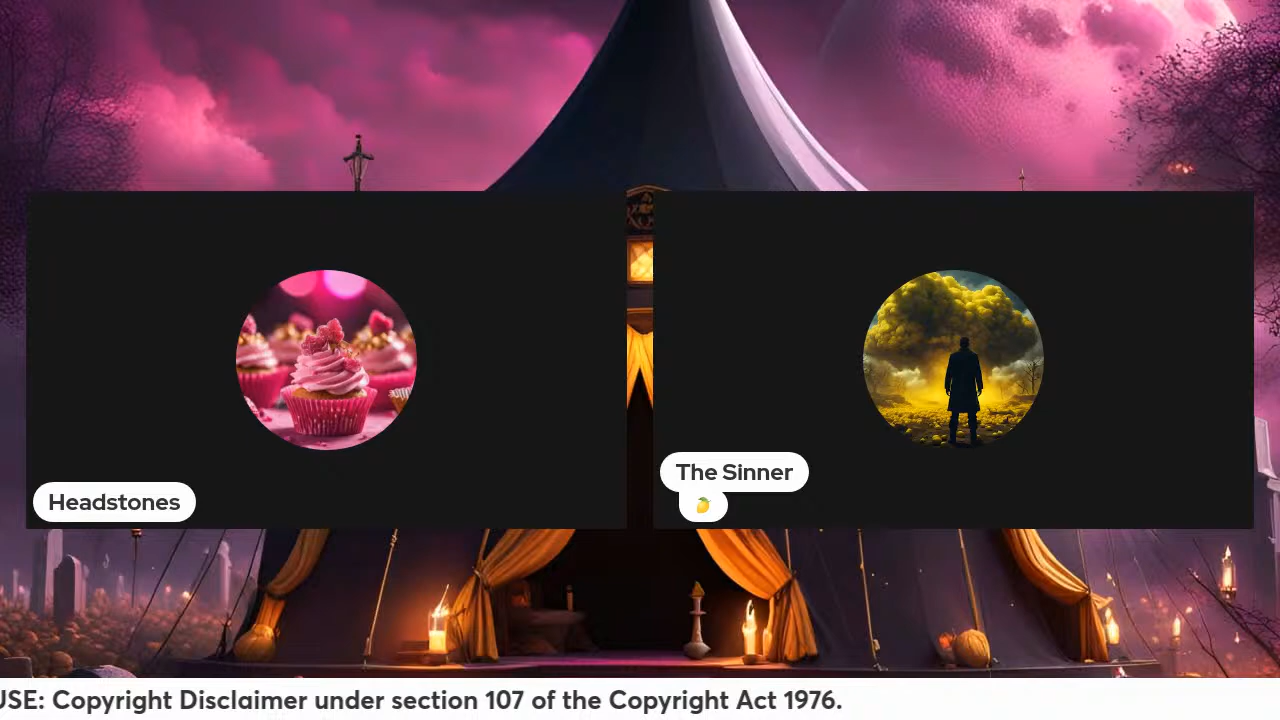 Headstones
The Sinner
🍋
USE: Copyright Disclaimer under section 107 of the Copyright Act 1976.